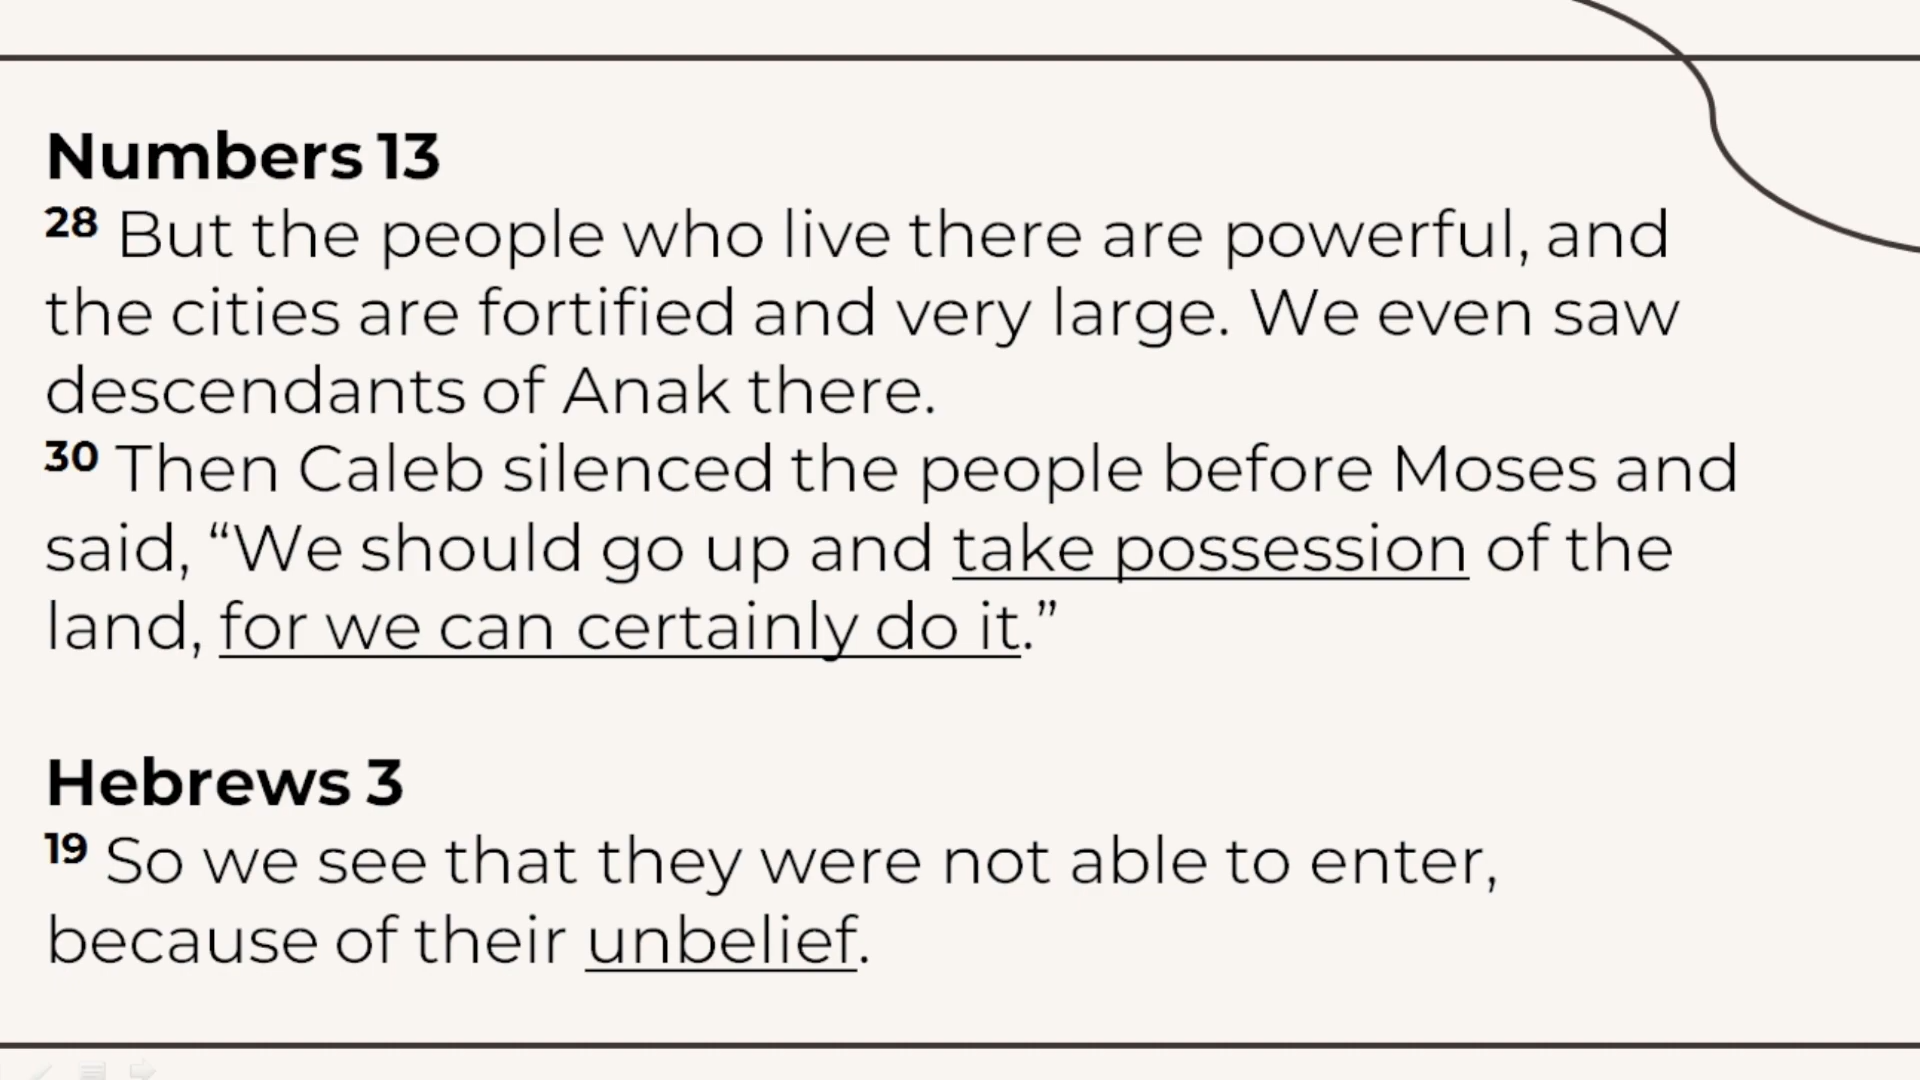 Numbers 13
28 But the people who live there are powerful, and
the cities are fortified and very large. We even saw
descendants of Anak there.
30 Then Caleb silenced the people before Moses and
said, “We should go up and take possession of the
land, for we can certainly do it.”
Hebrews 3
19 So we see that they were not able to enter,
because of their unbelief.